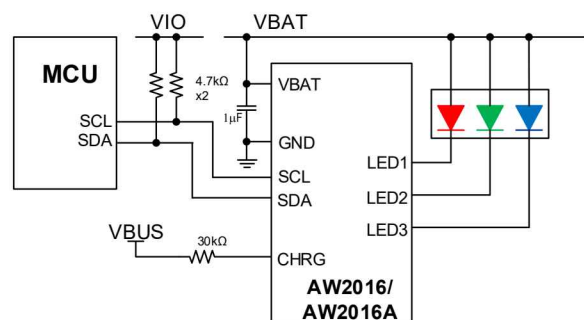 VIO
VBAT
MCU
4.7kΩ
x2
SCL
SDA
VBAT
1μF
GND
SCL
SDA
LED1
LED2
LED3
VBUS
30kΩ
CHRG
AW2016/
AW2016A